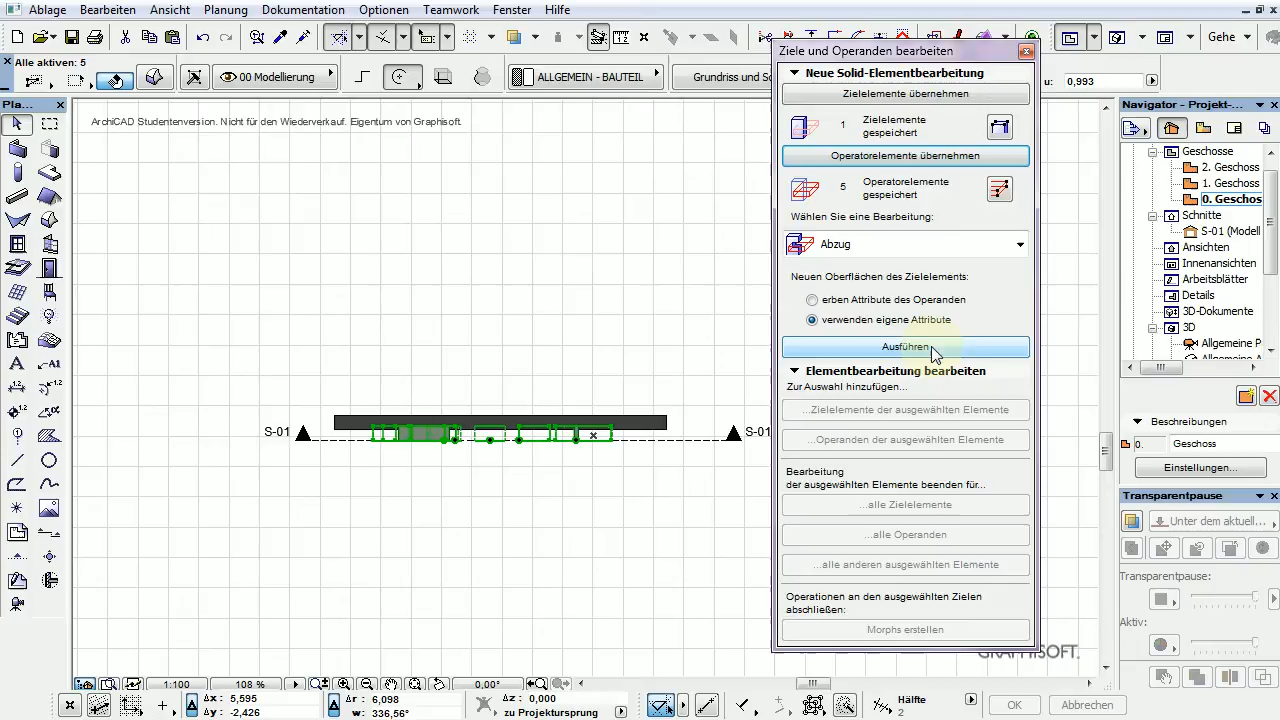 Ablage Bearbeiten Ansicht Planung Dokumentation Optionen Teamwork Fenster Hilfe
Gehe
Alle aktiven: 5
00 Modellierung
ALLGEMEIN - BAUTEIL
Grundriss und Sc
u:
0,993
Pla...
ArchiCAD Studentenversion. Nicht für den Wiederverkauf. Eigentum von Graphisoft.
S-01
S-01
GRAPHISOFT.
Ziele und Operanden bearbeiten
Neue Solid-Elementbearbeitung
Zielelemente übernehmen
1
Zielelemente
gespeichert
Operatorelemente übernehmen
5
Operatorelemente
gespeichert
Wählen Sie eine Bearbeitung:
Abzug
Neuen Oberflächen des Zielelements:
erben Attribute des Operanden
verwenden eigene Attribute
Ausführen
Elementbearbeitung bearbeiten
Zur Auswahl hinzufügen...
...Zielelemente der ausgewählten Elemente
...Operanden der ausgewählten Elemente
Bearbeitung
der ausgewählten Elemente beenden für...
...alle Zielelemente
...alle Operanden
...alle anderen ausgewählten Elemente
Operationen an den ausgewählten Zielen
abschließen:
Morphs erstellen
Navigator - Projekt-...
Geschosse
2. Geschoss
1. Geschoss
0. Geschos
Schnitte
S-01 (Modell
Ansichten
Innenansichten
Arbeitsblätter
Details
3D-Dokumente
3D
Allgemeine P
Beschreibungen
0.
Geschoss
Einstellungen...
Transparentpause
Unter dem aktuell...
Transparentpause:
Aktiv:
1:100
108 %
0,00°
Δx: 5,595
Δy: -2,426
Δr: 6,099
w: 336,56°
Δz: 0,000
zu Projektursprung
Hälfte
2
OK
Abbrechen